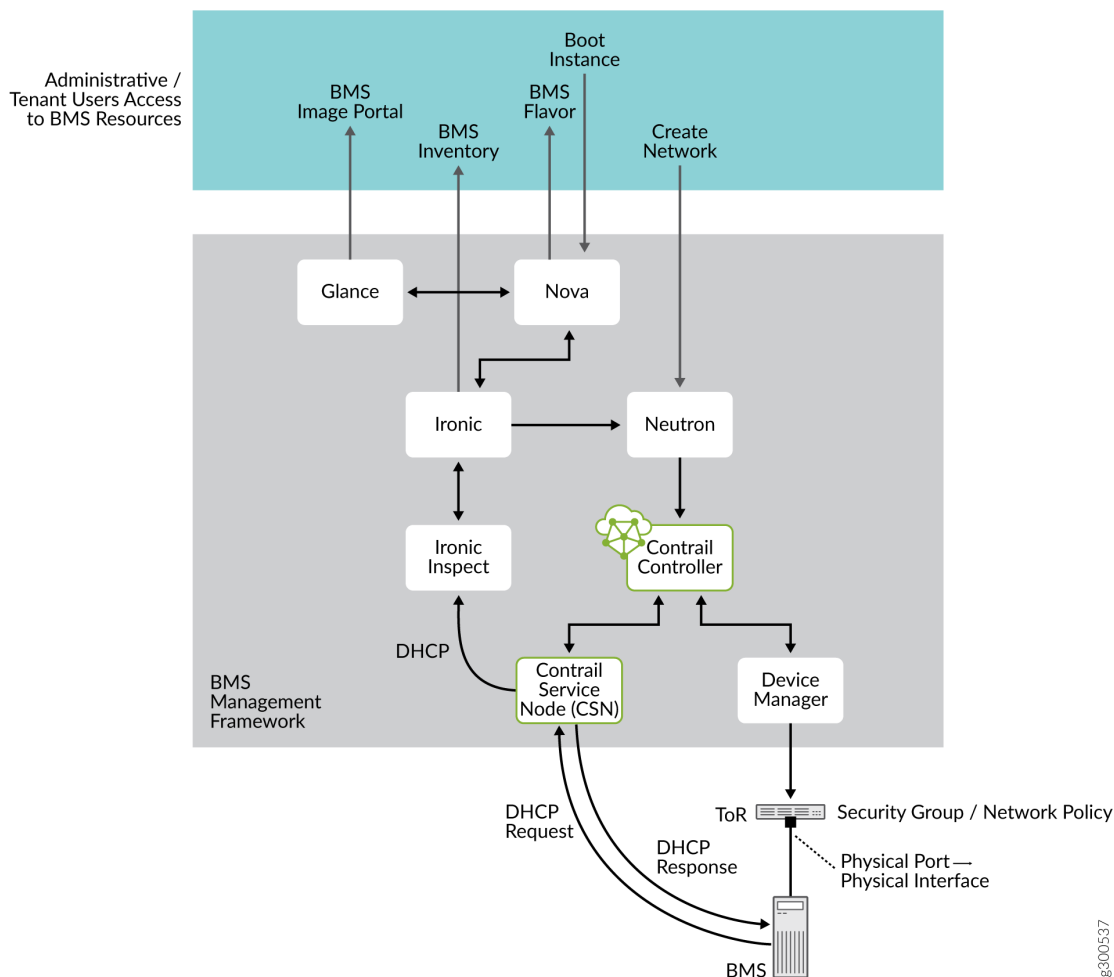 Administrative /
Tenant Users Access
to BMS Resources
Boot
Instance
BMS
Image Portal
BMS
Flavor
BMS
Inventory
Create
Network
Glance
Nova
Ironic
Neutron
Ironic
Inspect
Contrail
Controller
DHCP
Contrail
Service
Node (CSN)
Device
Manager
BMS
Management
Framework
DHCP
Request
DHCP
Response
ToR
Security Group / Network Policy
Physical Port →
Physical Interface
BMS
g300537